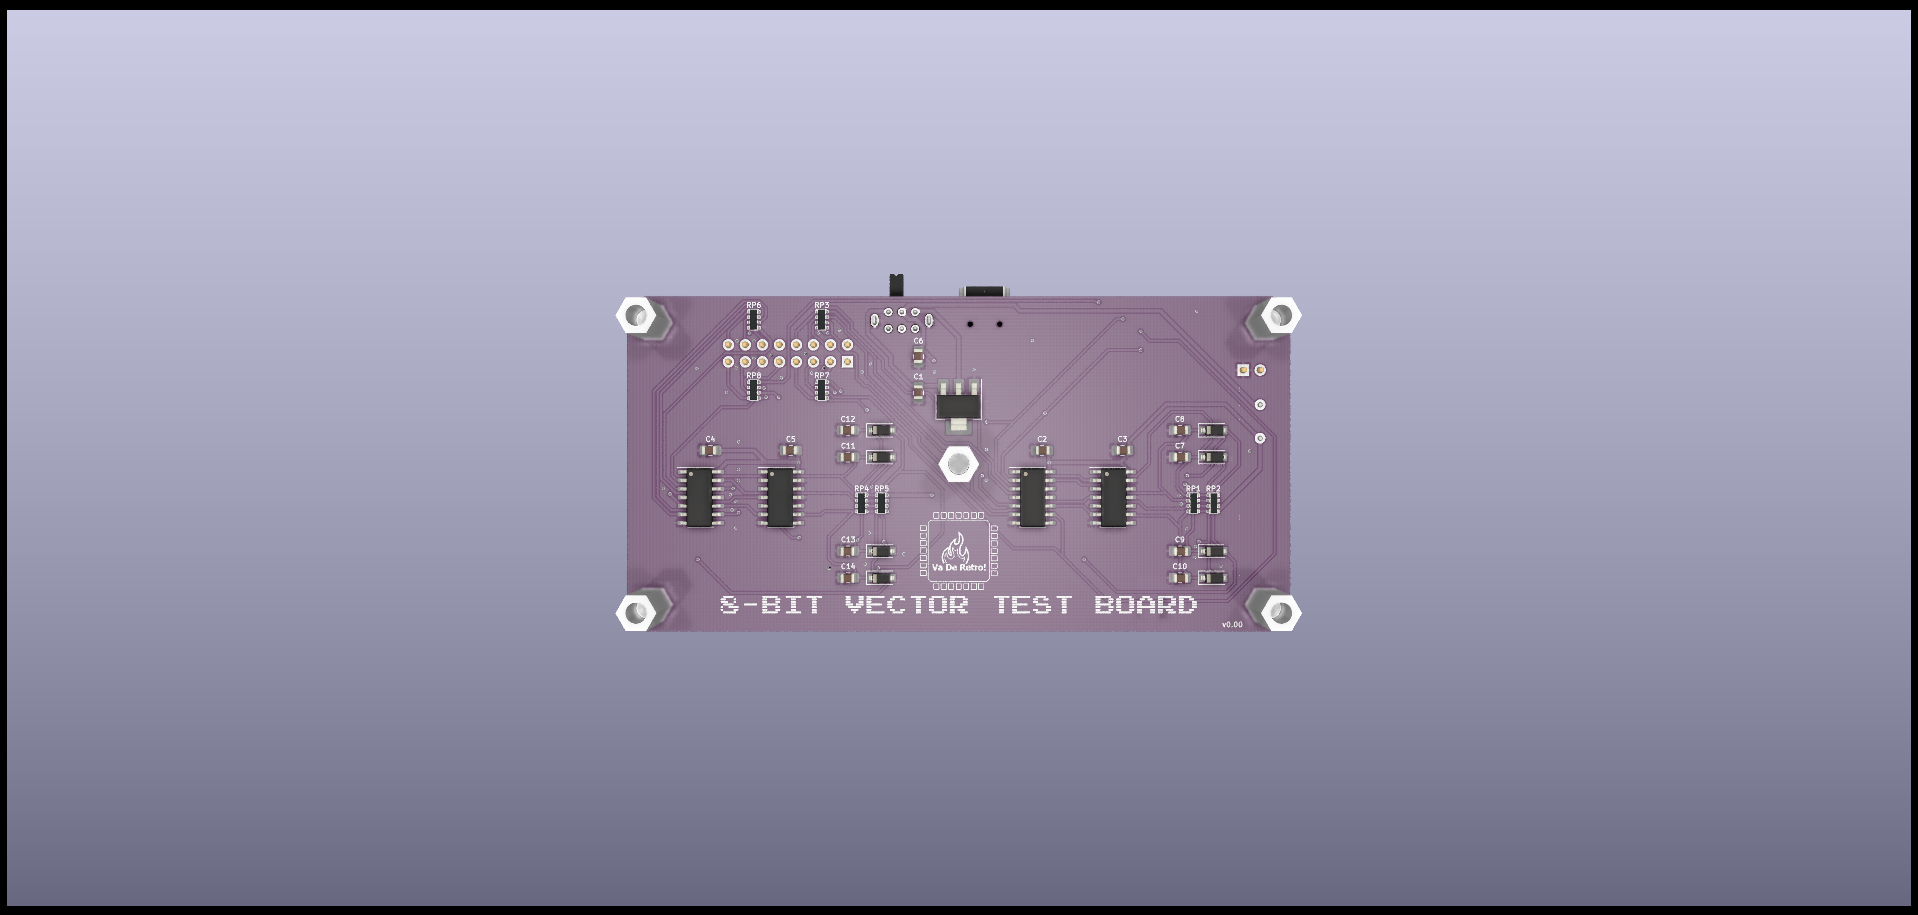 RP6
RP3
C6
RP8
RP7
C1
C12
C8
C4
C5
C11
C2
C3
C7
RP4
RP5
RP1
RP2
C13
C9
Va De Retro!
C14
C10
8-BIT VECTOR TEST BOARD
v0.00